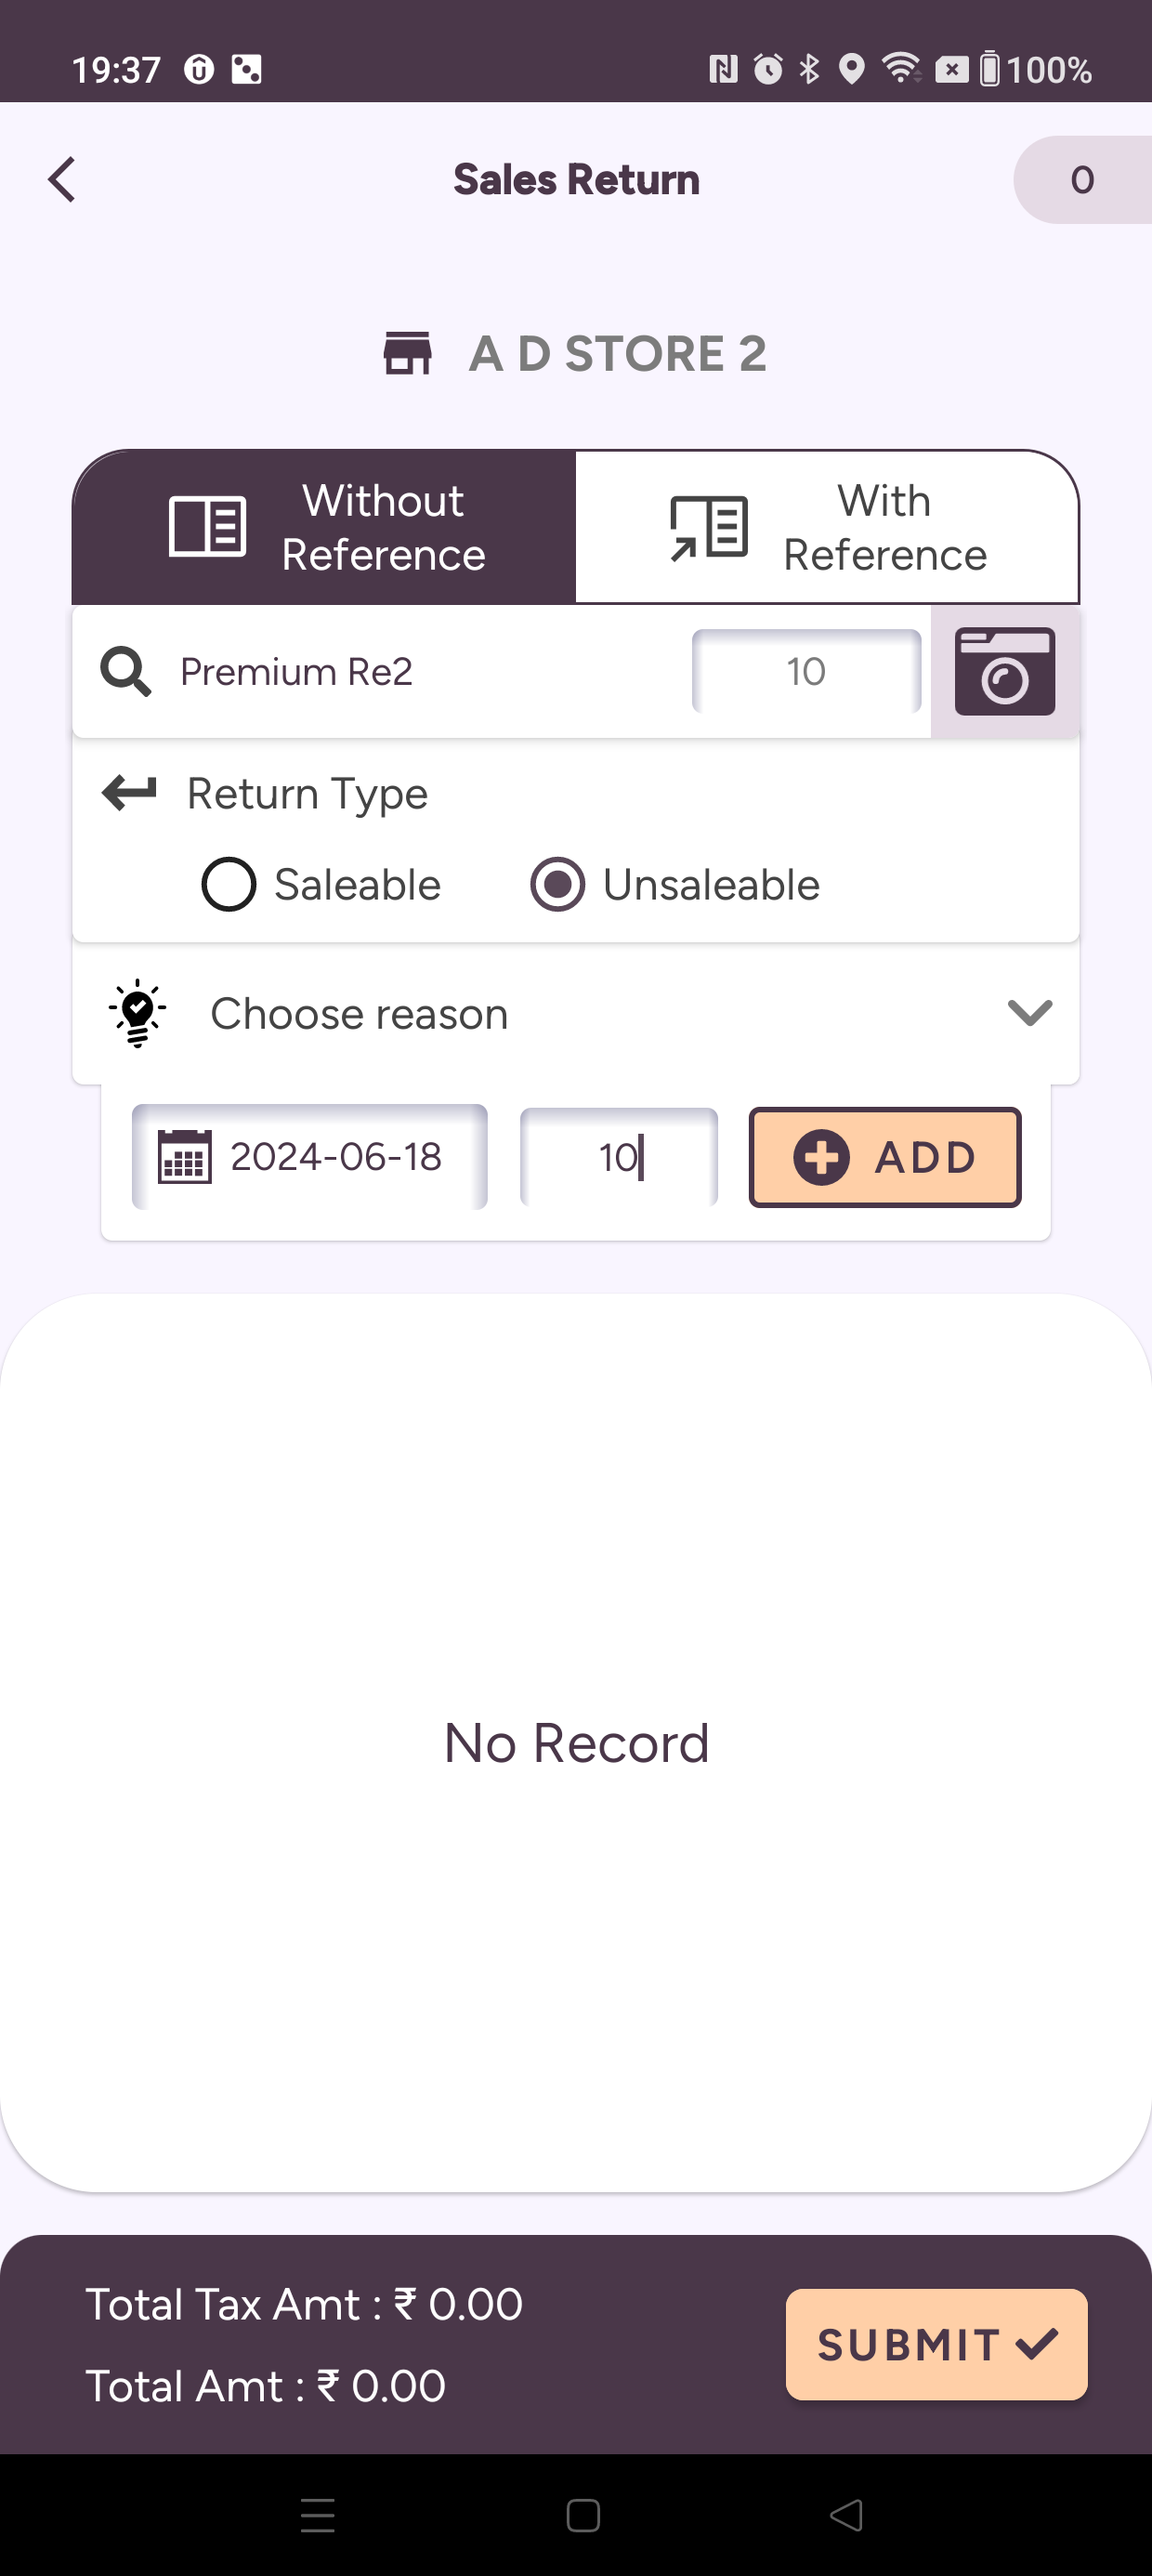 19:37 100%
Sales Return 0
A D STORE 2
Without
Reference
With
Reference
Premium Re2 10
Return Type
Saleable Unsaleable
Choose reason
2024-06-18 10 ADD
No Record
Total Tax Amt : ₹ 0.00
Total Amt : ₹ 0.00
SUBMIT